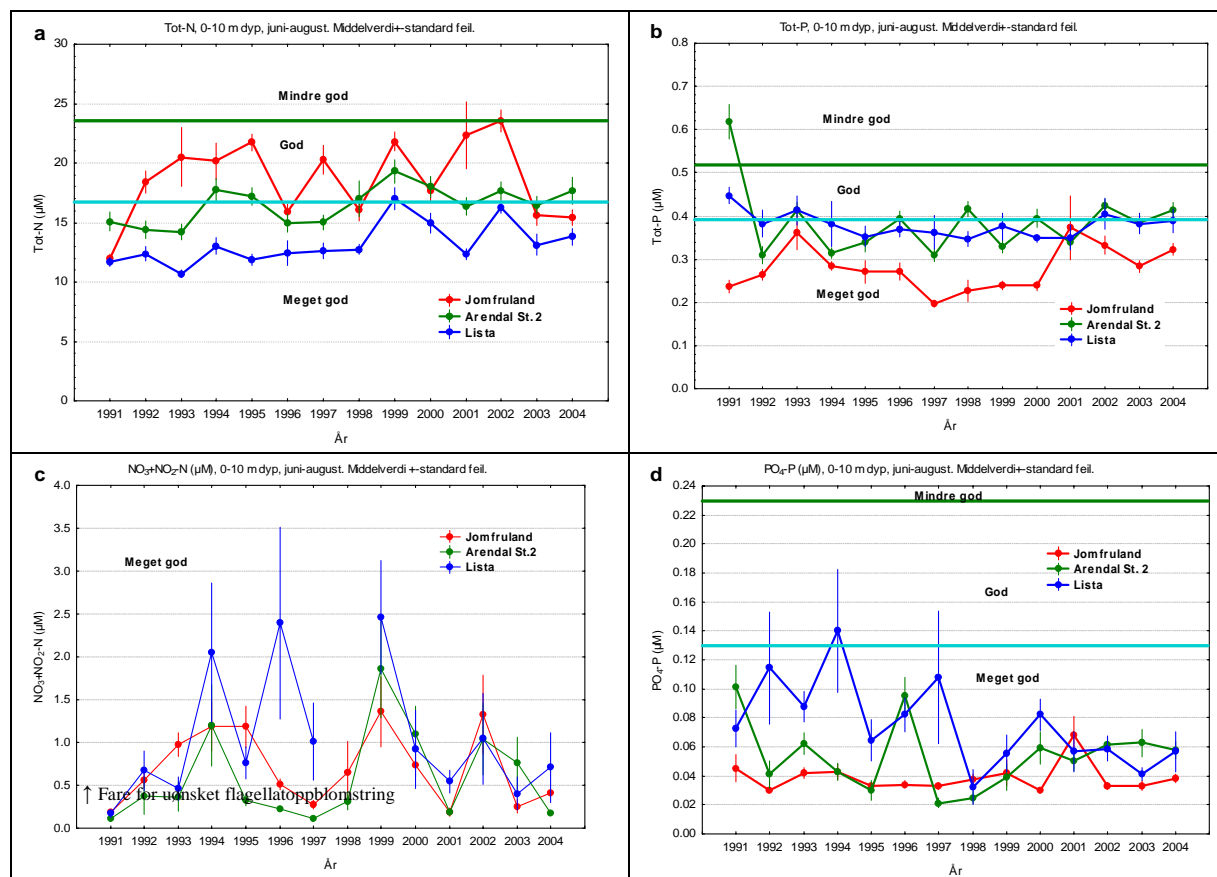 a
Tot-N, 0-10 m dyp, juni-august. Middelverdi+-standard feil.
30
25
20
15
10
5
0
Tot-N (µM)
Mindre god
God
Meget god
Jomfruland
Arendal St. 2
Lista
1991 1992 1993 1994 1995 1996 1997 1998 1999 2000 2001 2002 2003 2004
År
b
Tot-P, 0-10 m dyp, juni-august. Middelverdi+-standard feil.
0.8
0.7
0.6
0.5
0.4
0.3
0.2
0.1
0.0
Tot-P (µM)
Mindre god
God
Meget god
Jomfruland
Arendal St. 2
Lista
1991 1992 1993 1994 1995 1996 1997 1998 1999 2000 2001 2002 2003 2004
År
c
NO3+NO2-N (µM), 0-10 m dyp, juni-august. Middelverdi +-standard feil.
4.0
3.5
3.0
2.5
2.0
1.5
1.0
0.5
0.0
NO3+NO2-N (µM)
Meget god
Jomfruland
Arendal St.2
Lista
↑ Fare for uønsket flagellatoppblomstring
1991 1992 1993 1994 1995 1996 1997 1998 1999 2000 2001 2002 2003 2004
År
d
PO4-P (µM), 0-10 m dyp, juni-august. Middelverdi+-standard feil.
0.24
0.22
0.20
0.18
0.16
0.14
0.12
0.10
0.08
0.06
0.04
0.02
0.00
PO4-P (µM)
Mindre god
Jomfruland
Arendal St. 2
Lista
God
Meget god
1991 1992 1993 1994 1995 1996 1997 1998 1999 2000 2001 2002 2003 2004
År